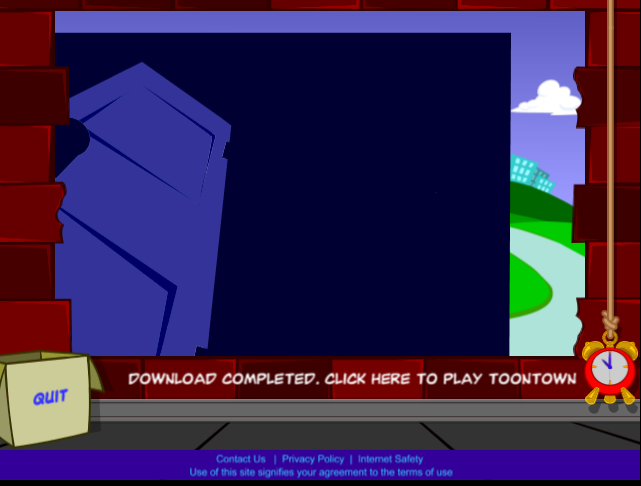 DOWNLOAD COMPLETED. CLICK HERE TO PLAY TOONTOWN
QUIT
Contact Us | Privacy Policy | Internet Safety
Use of this site signifies your agreement to the terms of use